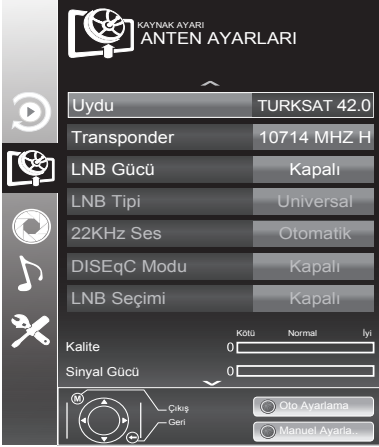 KAYNAK AYARI
ANTEN AYARLARI
Uydu TURKSAT 42.0
Transponder 10714 MHZ H
LNB Gücü Kapalı
LNB Tipi Universal
22KHz Ses Otomatik
DISEqC Modu Kapalı
LNB Seçimi Kapalı
Kötü Normal İyi
Kalite 0
Sinyal Gücü 0
M
Çıkış
Geri
Oto Ayarlama
Manuel Ayarla..